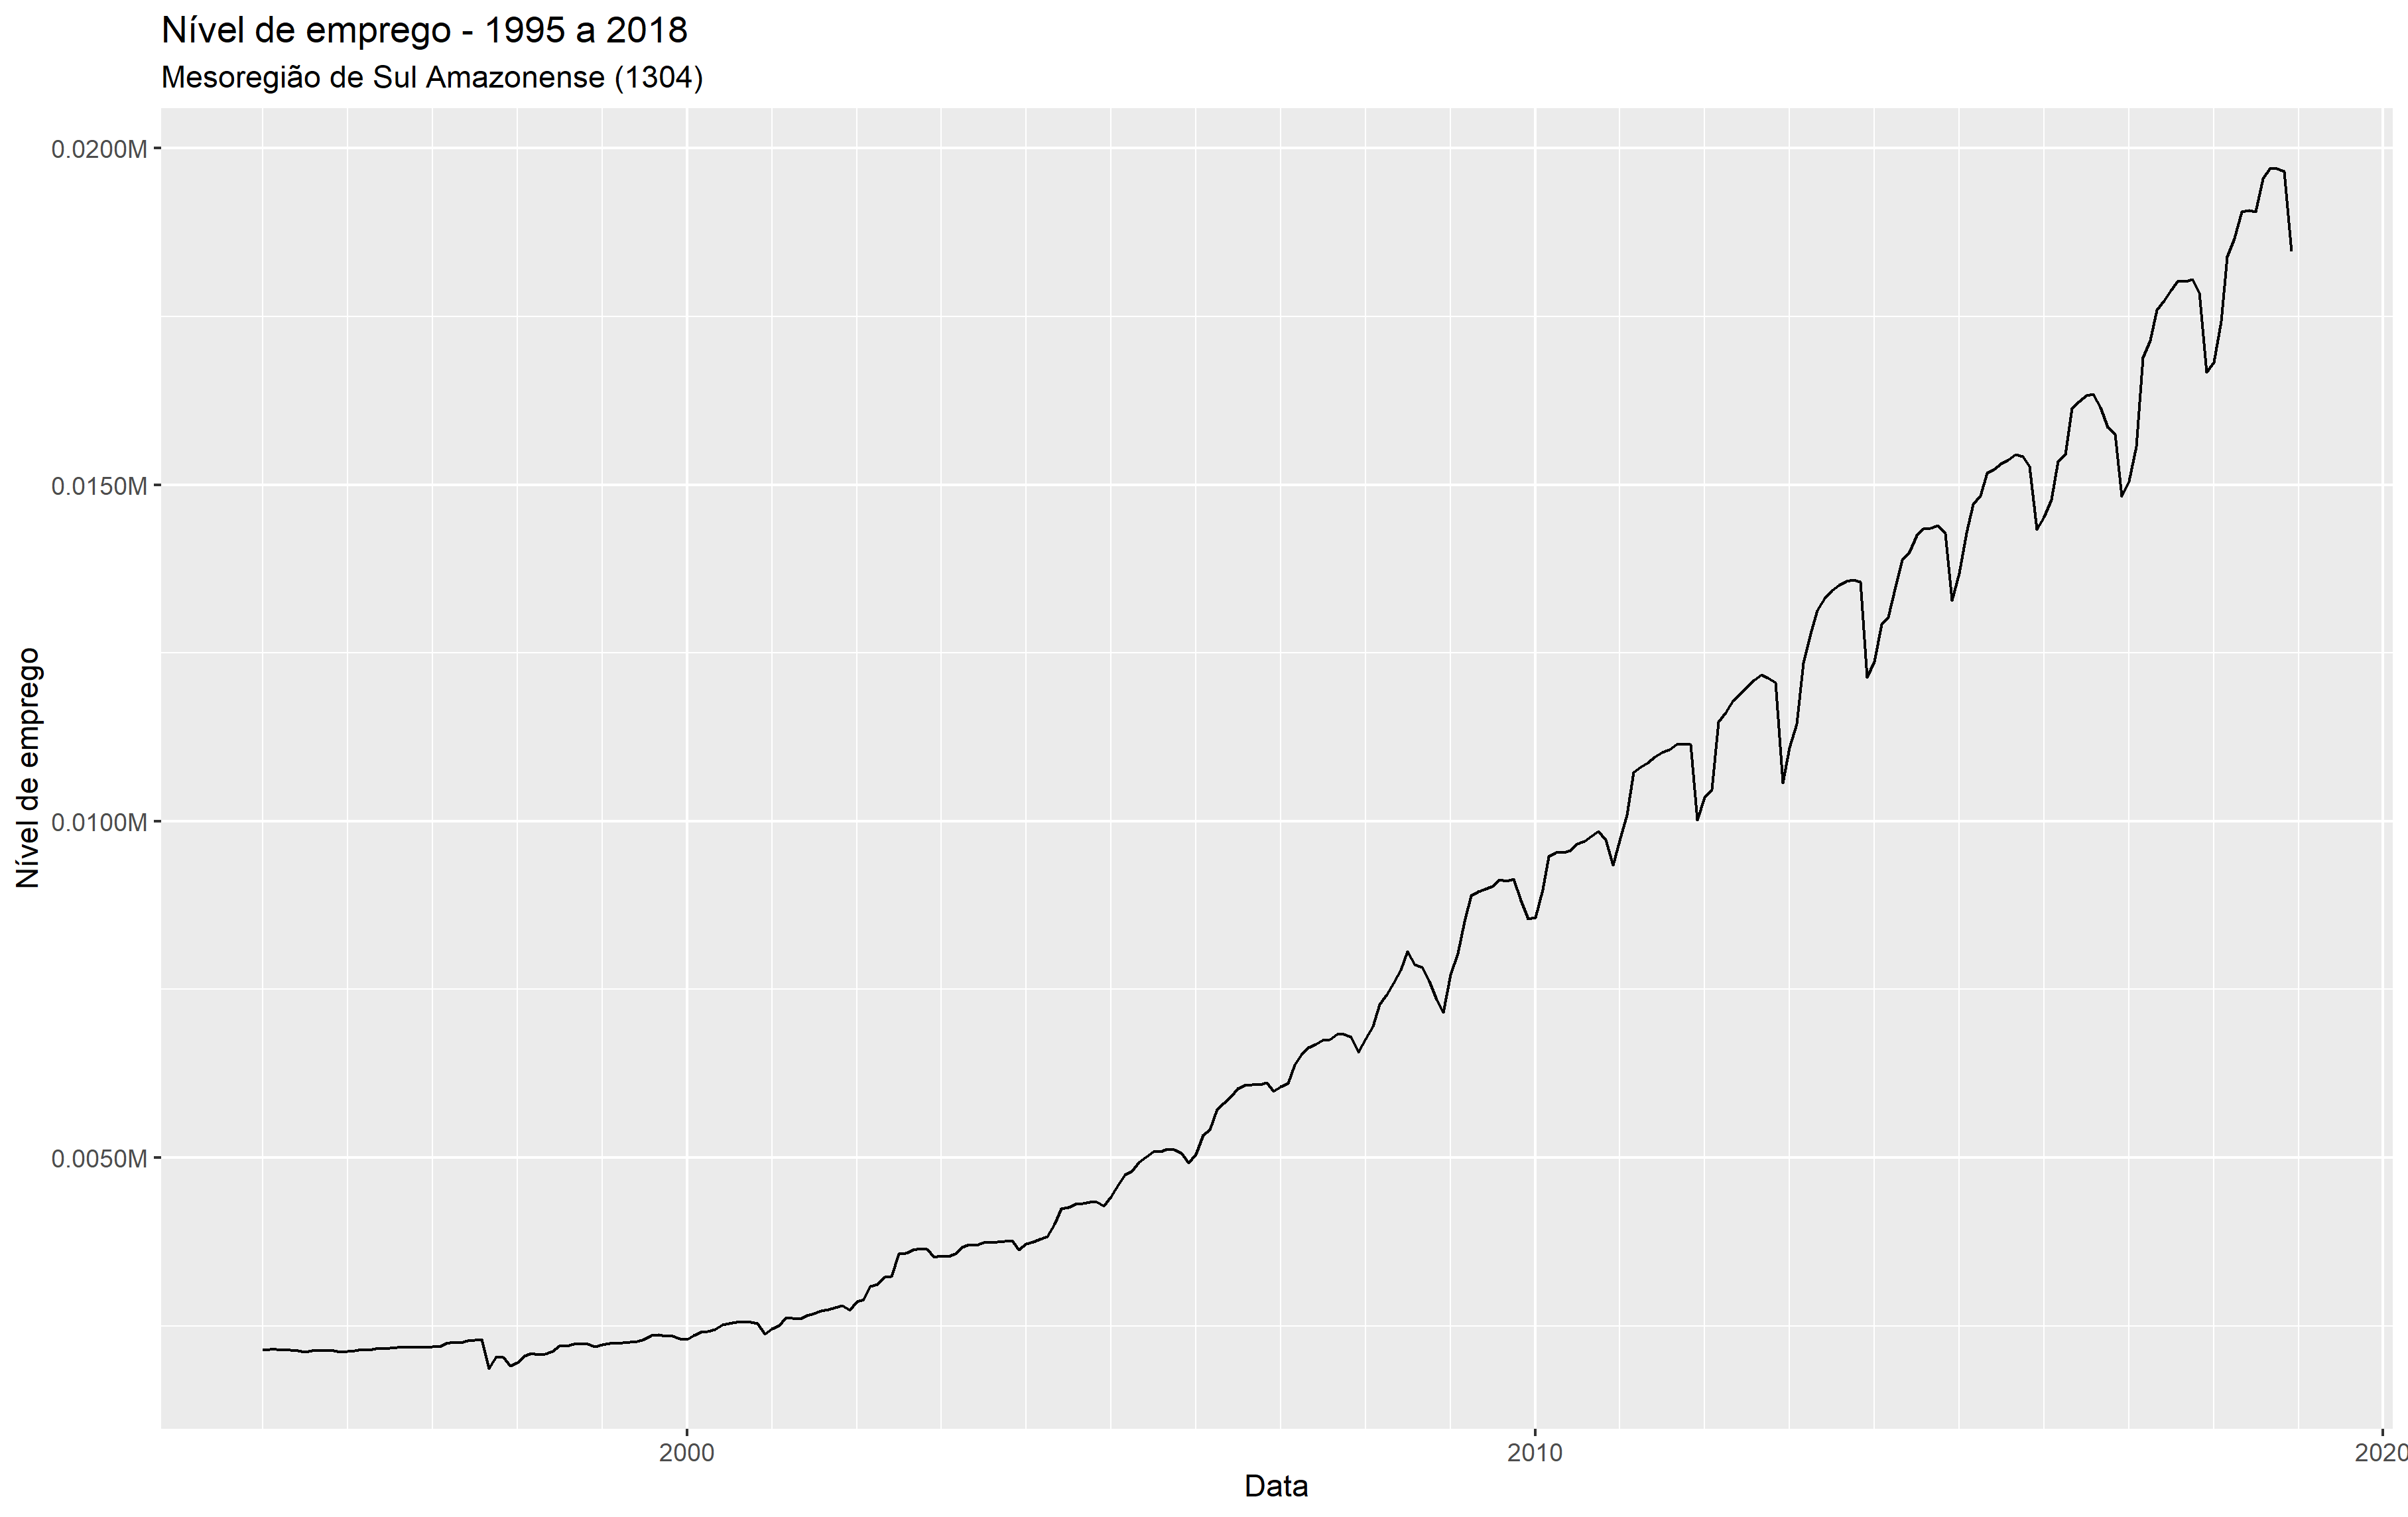 Nível de emprego - 1995 a 2018
Mesoregião de Sul Amazonense (1304)
0.0200M
0.0150M
0.0100M
0.0050M
Nível de emprego
2000
2010
2020
Data